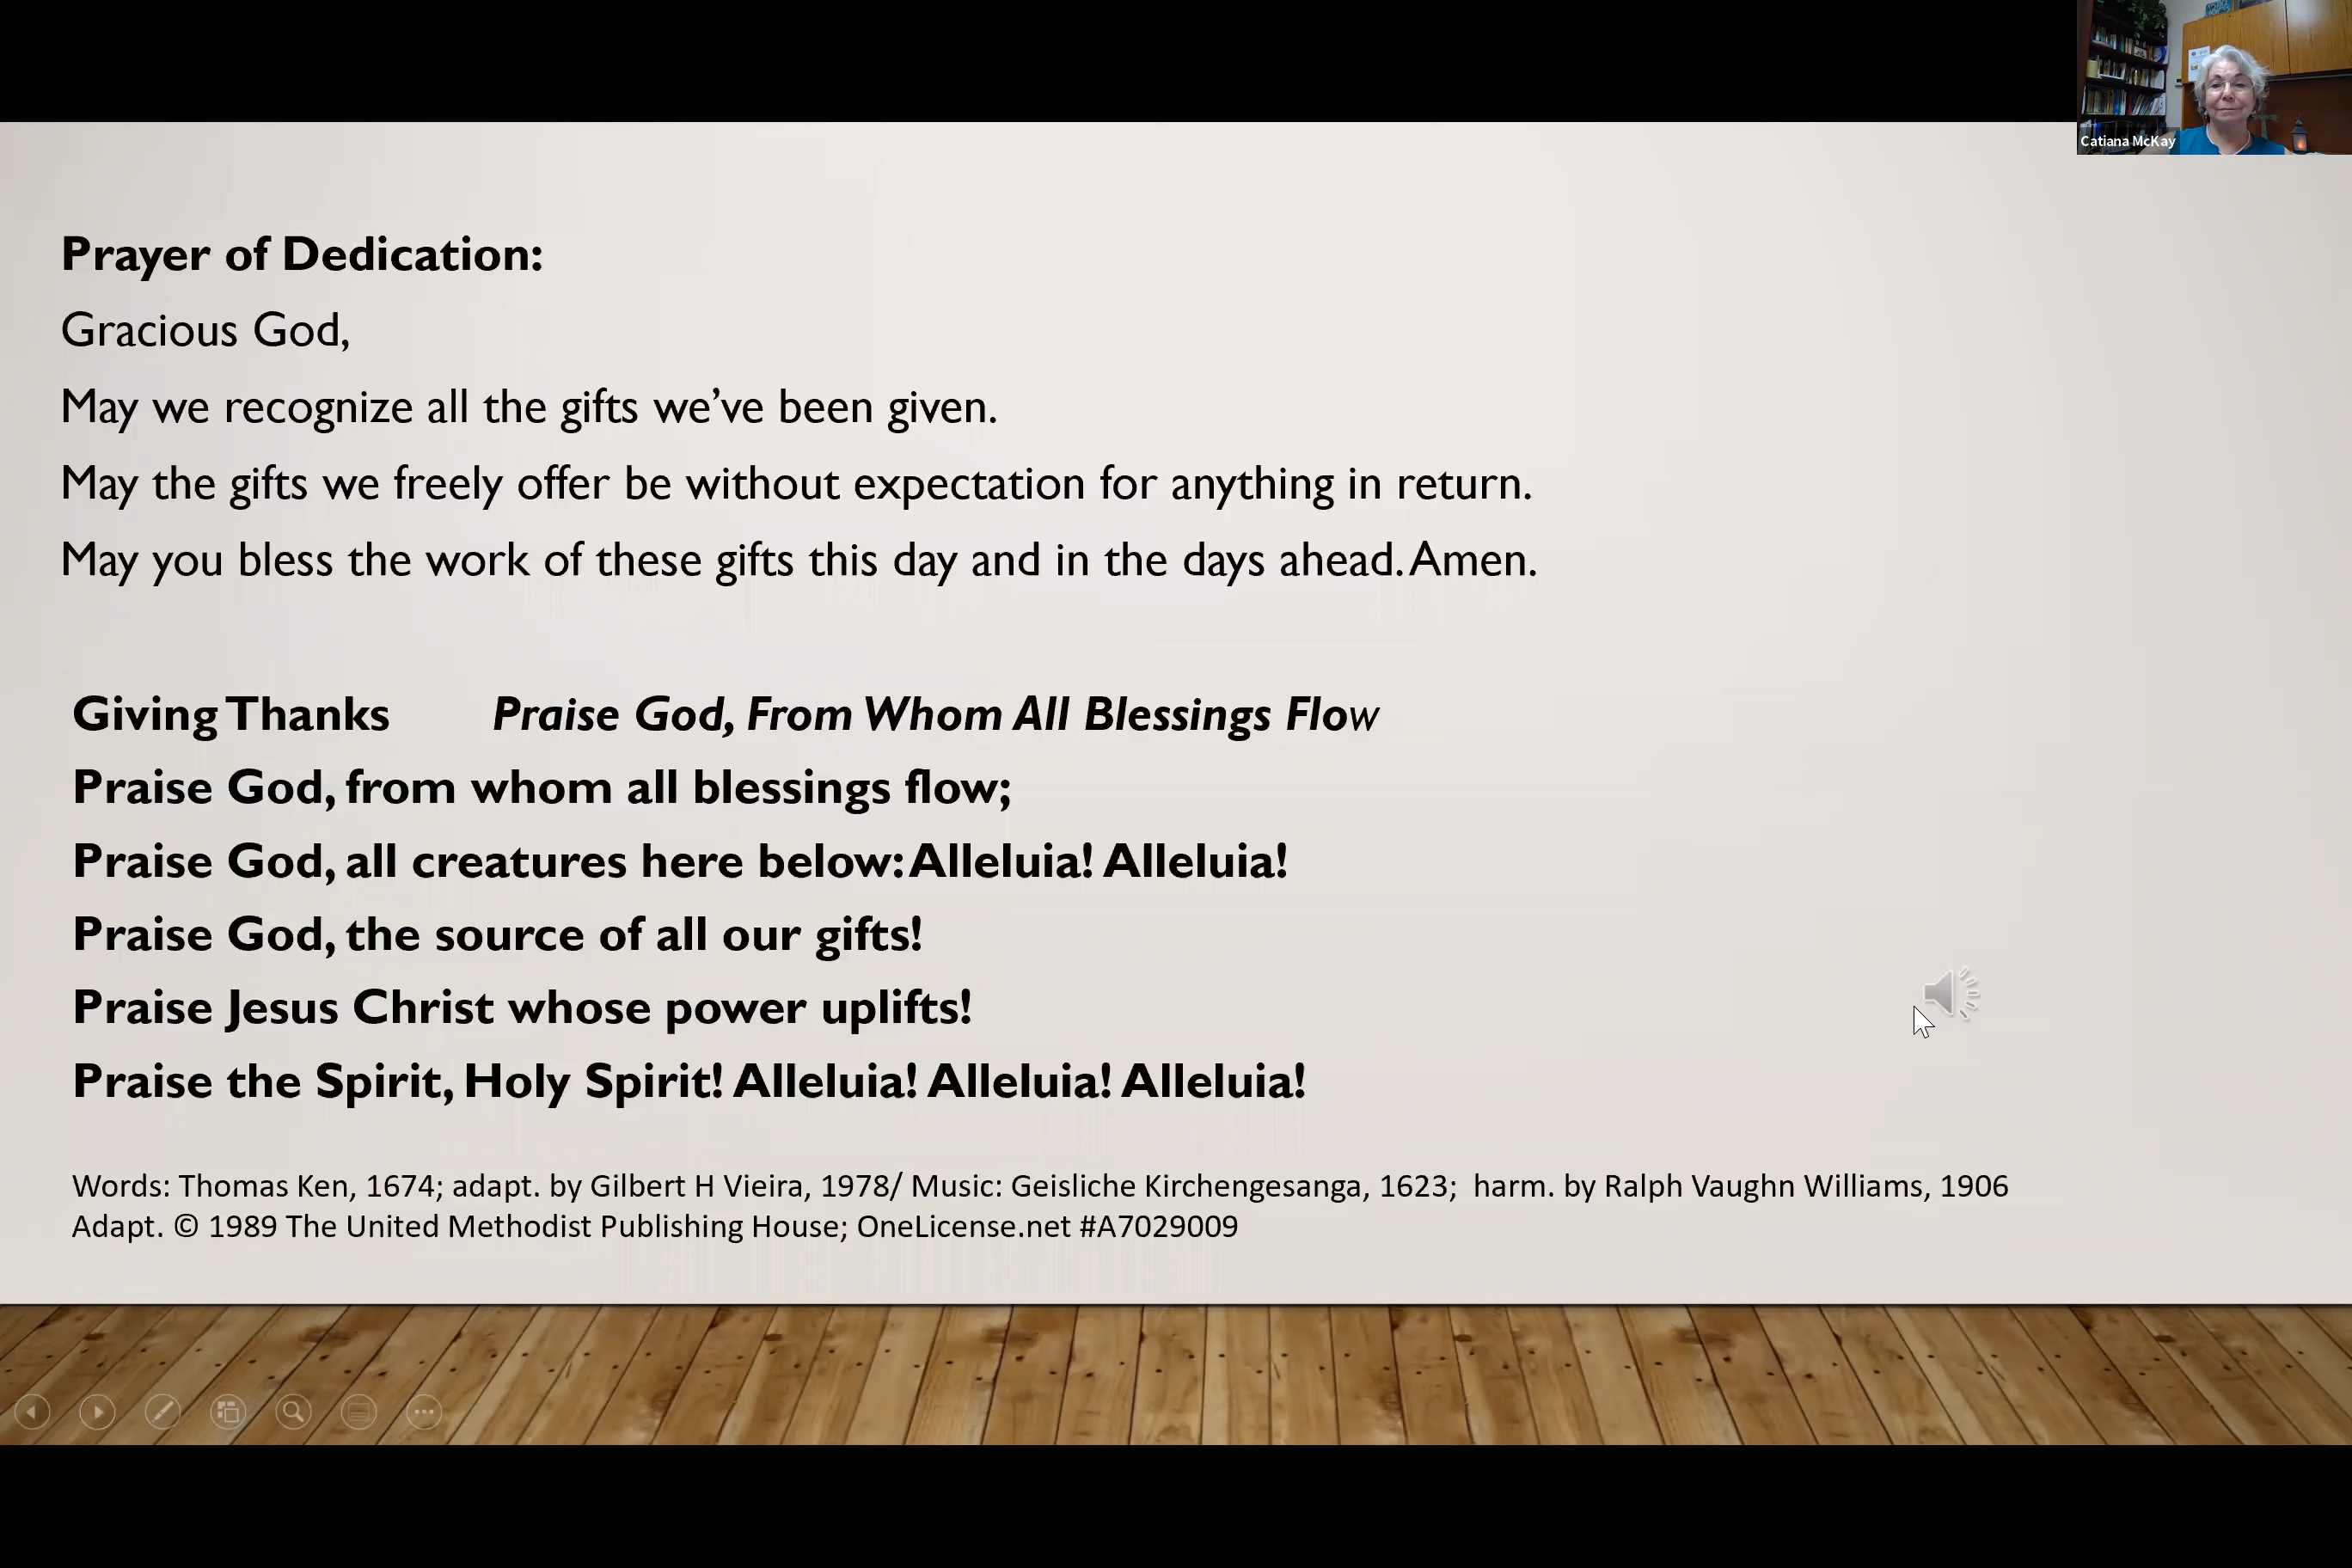 Catiana McKay
Prayer of Dedication:
Gracious God,
May we recognize all the gifts we’ve been given.
May the gifts we freely offer be without expectation for anything in return.
May you bless the work of these gifts this day and in the days ahead. Amen.
Giving Thanks Praise God, From Whom All Blessings Flow
Praise God, from whom all blessings flow;
Praise God, all creatures here below: Alleluia! Alleluia!
Praise God, the source of all our gifts!
Praise Jesus Christ whose power uplifts!
Praise the Spirit, Holy Spirit! Alleluia! Alleluia! Alleluia!
Words: Thomas Ken, 1674; adapt. by Gilbert H Vieira, 1978/ Music: Geisliche Kirchengesanga, 1623; harm. by Ralph Vaughn Williams, 1906
Adapt. © 1989 The United Methodist Publishing House; OneLicense.net #A7029009